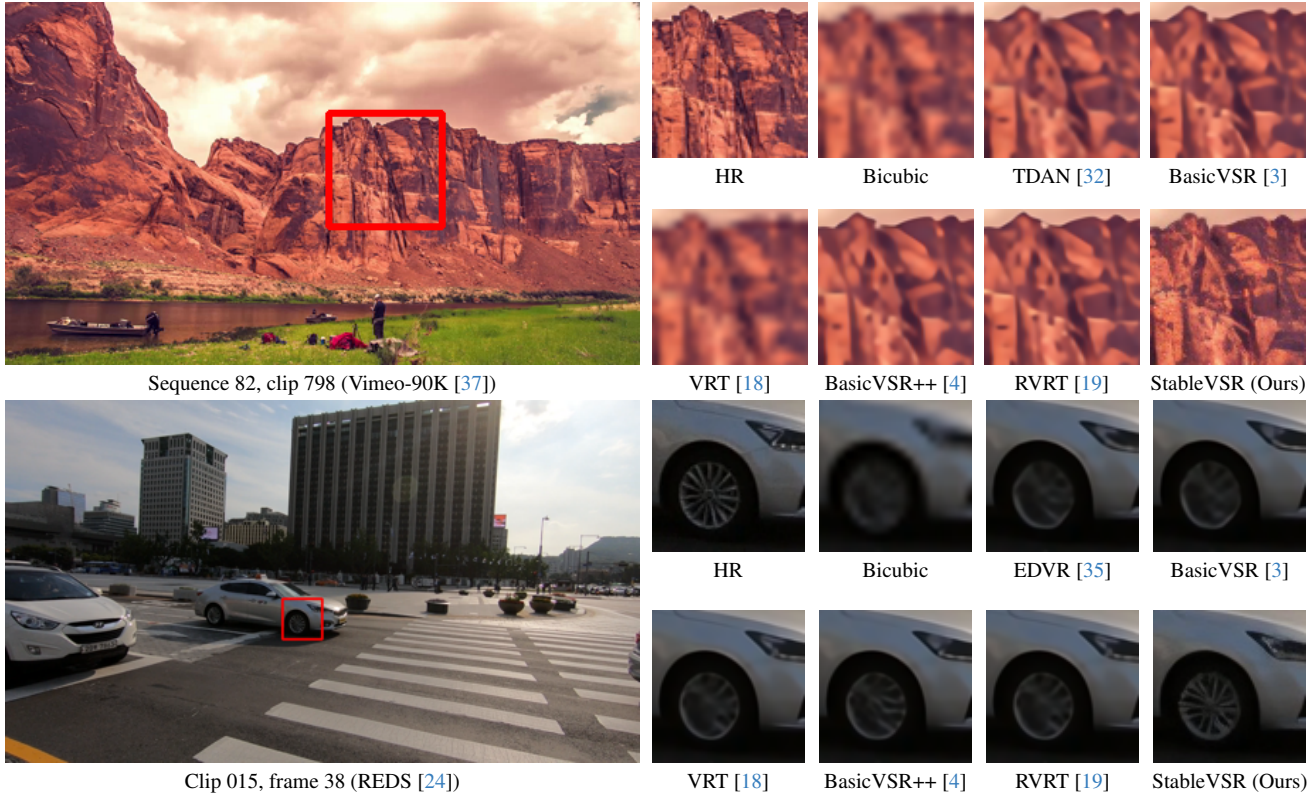 HR
Bicubic
TDAN [32]
BasicVSR [3]
VRT [18]
BasicVSR++ [4]
RVRT [19]
StableVSR (Ours)
Sequence 82, clip 798 (Vimeo-90K [37])
HR
Bicubic
EDVR [35]
BasicVSR [3]
VRT [18]
BasicVSR++ [4]
RVRT [19]
StableVSR (Ours)
Clip 015, frame 38 (REDS [24])